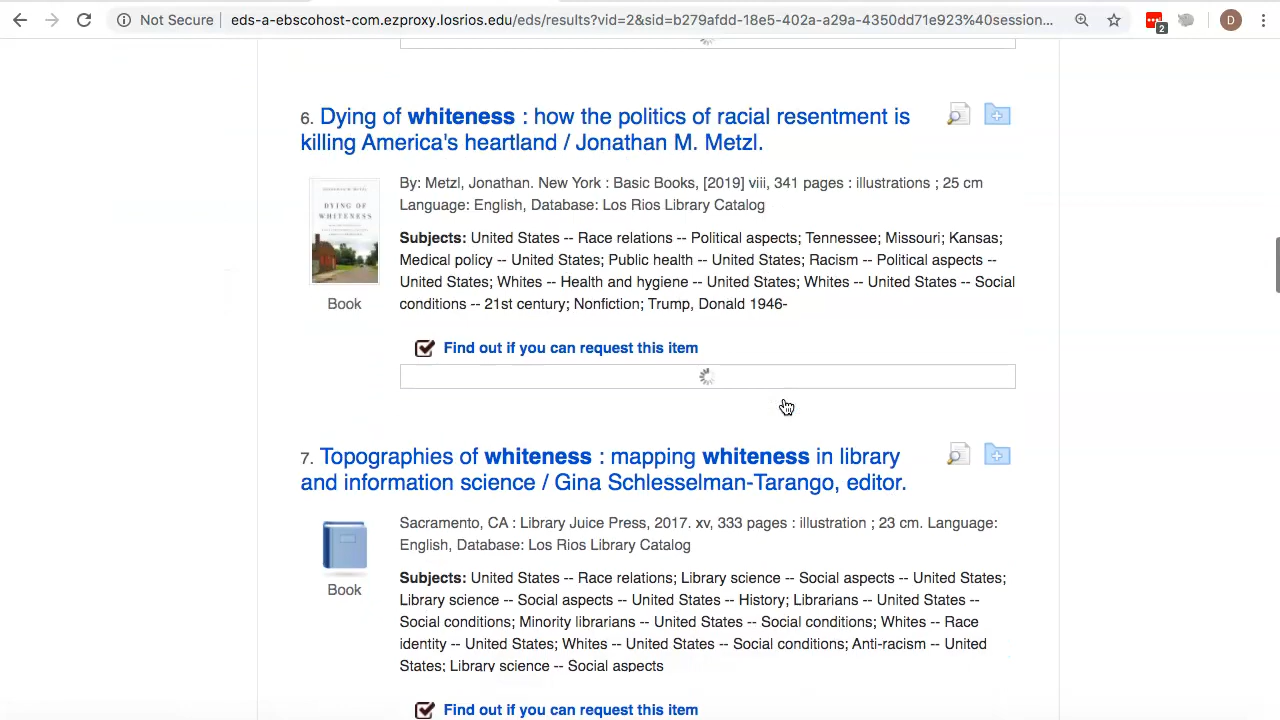 Not Secure
eds-a-ebscohost-com.ezproxy.losrios.edu/eds/results?vid=2&sid=b279afdd-18e5-402a-a29a-4350dd71e923%40session...
2
D
6. Dying of whiteness : how the politics of racial resentment is
killing America's heartland / Jonathan M. Metzl.
By: Metzl, Jonathan. New York : Basic Books, [2019] viii, 341 pages : illustrations ; 25 cm
Language: English, Database: Los Rios Library Catalog
DYING OF
WHITENESS
Subjects: United States -- Race relations -- Political aspects; Tennessee; Missouri; Kansas;
Medical policy -- United States; Public health -- United States; Racism -- Political aspects --
United States; Whites -- Health and hygiene -- United States; Whites -- United States -- Social
conditions -- 21st century; Nonfiction; Trump, Donald 1946-
Book
Find out if you can request this item
7. Topographies of whiteness : mapping whiteness in library
and information science / Gina Schlesselman-Tarango, editor.
Sacramento, CA : Library Juice Press, 2017. xv, 333 pages : illustration ; 23 cm. Language:
English, Database: Los Rios Library Catalog
Book
Subjects: United States -- Race relations; Library science -- Social aspects -- United States;
Library science -- Social aspects -- United States -- History; Librarians -- United States --
Social conditions; Minority librarians -- United States -- Social conditions; Whites -- Race
identity -- United States; Whites -- United States -- Social conditions; Anti-racism -- United
States; Library science -- Social aspects
Find out if you can request this item